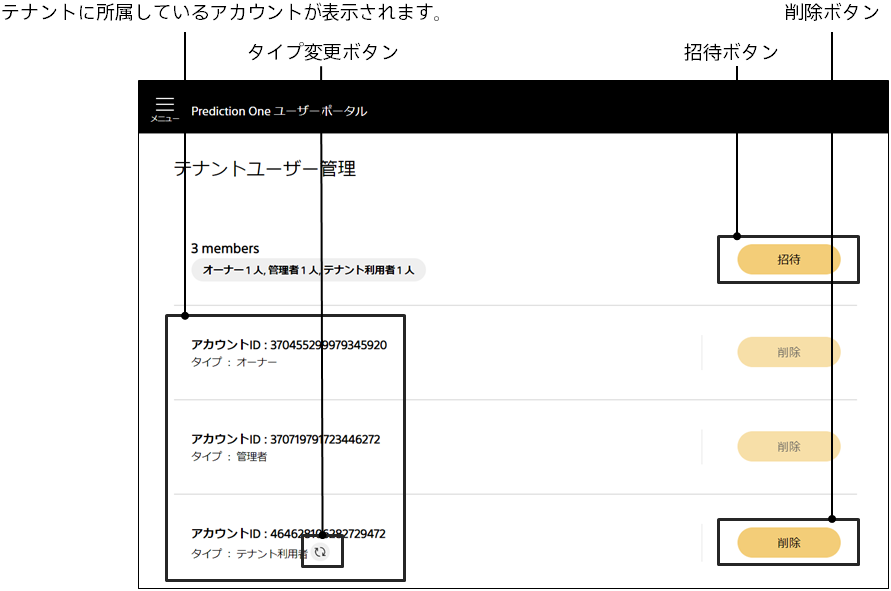 テナントに所属しているアカウントが表示されます。
削除ボタン
タイプ変更ボタン
招待ボタン
メニュー
Prediction One ユーザーポータル
テナントユーザー管理
3 members
オーナー1人, 管理者1人, テナント利用者1人
招待
アカウントID : 370455299979345920
タイプ : オーナー
削除
アカウントID : 370719791723446272
タイプ : 管理者
削除
アカウントID : 464628196282729472
タイプ : テナント利用者
削除